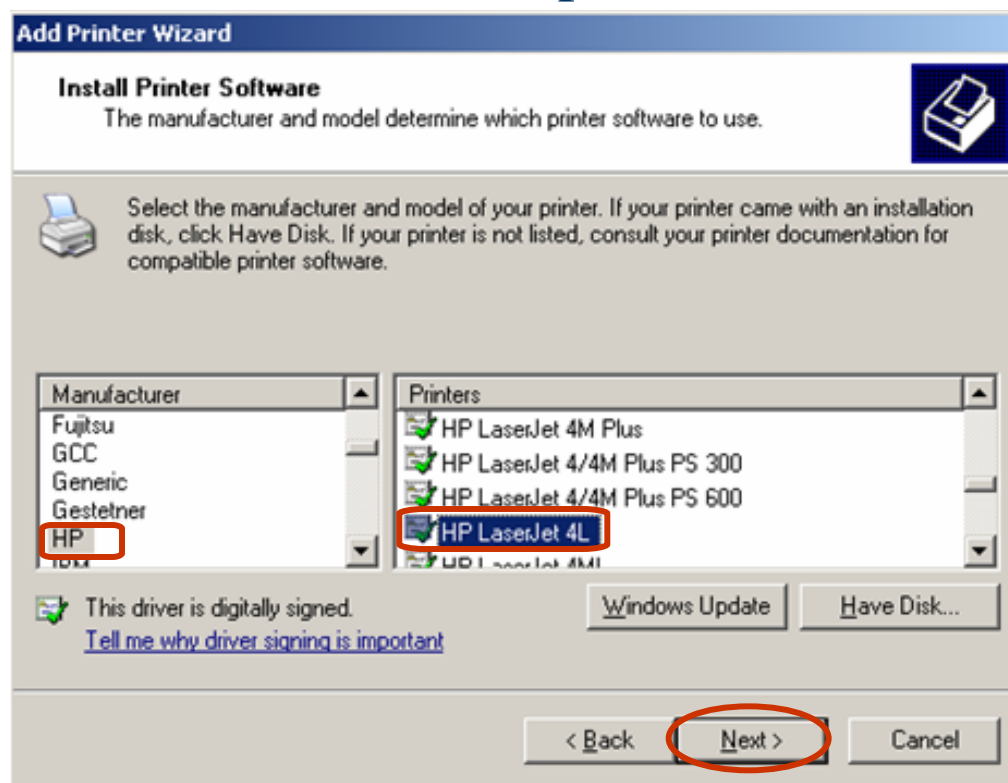 Add Printer Wizard
Install Printer Software
The manufacturer and model determine which printer software to use.
Select the manufacturer and model of your printer. If your printer came with an installation
disk, click Have Disk. If your printer is not listed, consult your printer documentation for
compatible printer software.
Manufacturer
Fujitsu
GCC
Generic
Gestetner
HP
IBM
Printers
HP LaserJet 4M Plus
HP LaserJet 4/4M Plus PS 300
HP LaserJet 4/4M Plus PS 600
HP LaserJet 4L
HP LaserJet 4ML
This driver is digitally signed.
Tell me why driver signing is important
Windows Update
Have Disk...
< Back
Next >
Cancel